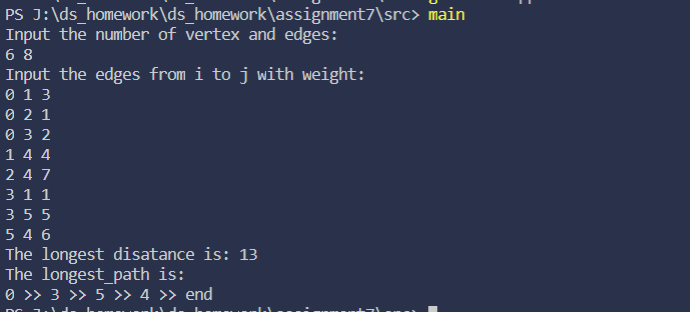 PS J:\ds_homework\ds_homework\assignment7\src> main
Input the number of vertex and edges:
6 8
Input the edges from i to j with weight:
0 1 3
0 2 1
0 3 2
1 4 4
2 4 7
3 1 1
3 5 5
5 4 6
The longest disatance is: 13
The longest_path is:
0 >> 3 >> 5 >> 4 >> end
PS J:\ds_homework\ds_homework\assignment7\src>